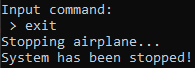 Input command:
> exit
Stopping airplane...
System has been stopped!